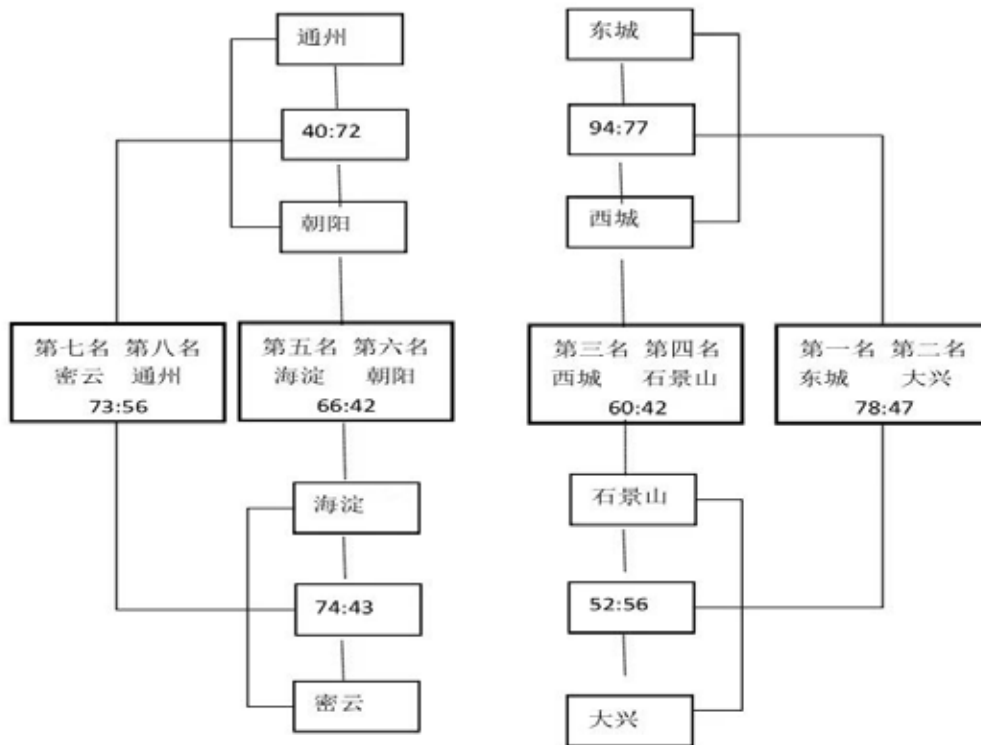 通州
东城
40:72
94:77
朝阳
西城
第七名 第八名
密云 通州
73:56
第五名 第六名
海淀 朝阳
66:42
第三名 第四名
西城 石景山
60:42
第一名 第二名
东城 大兴
78:47
海淀
石景山
74:43
52:56
密云
大兴